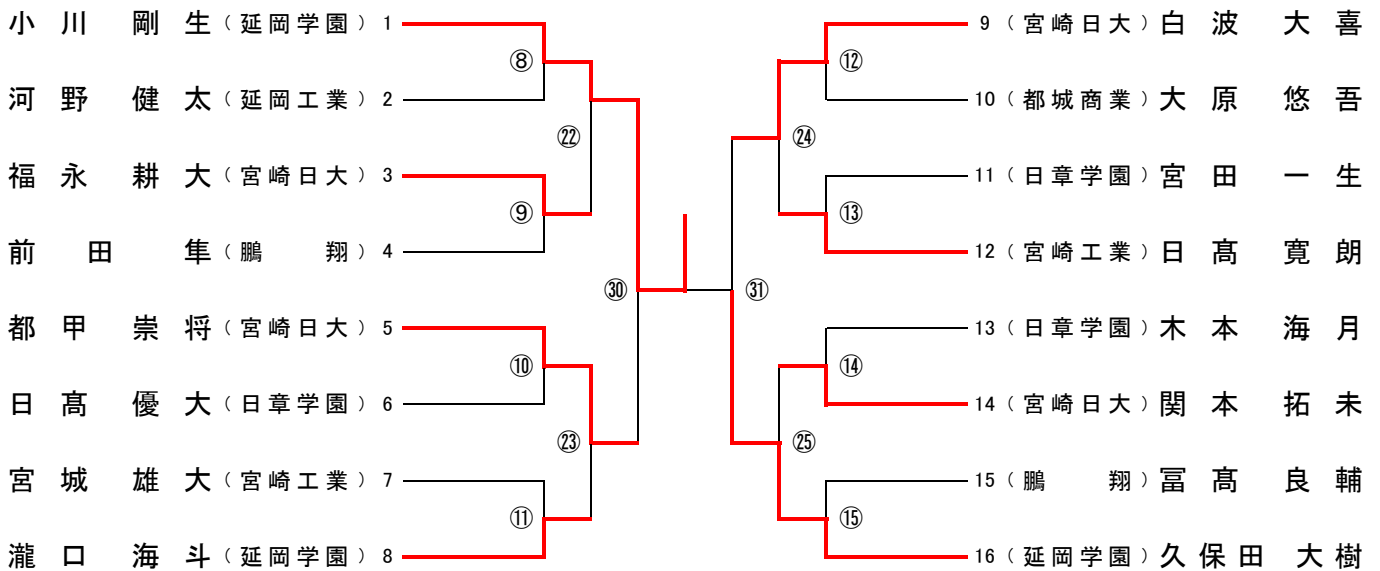 小川 剛生（延岡学園）1
⑧
河野 健太（延岡工業）2
㉒
福永 耕大（宮崎日大）3
⑨
前田 隼（鵬 翔）4
㉚
都甲 崇将（宮崎日大）5
⑩
日髙 優大（日章学園）6
㉓
宮城 雄大（宮崎工業）7
⑪
瀧口 海斗（延岡学園）8
9（宮崎日大）白波 大喜
⑫
10（都城商業）大原 悠吾
㉔
11（日章学園）宮田 一生
⑬
12（宮崎工業）日髙 寛朗
㉛
13（日章学園）木本 海月
⑭
14（宮崎日大）関本 拓未
㉕
15（鵬 翔）冨髙 良輔
⑮
16（延岡学園）久保田 大樹